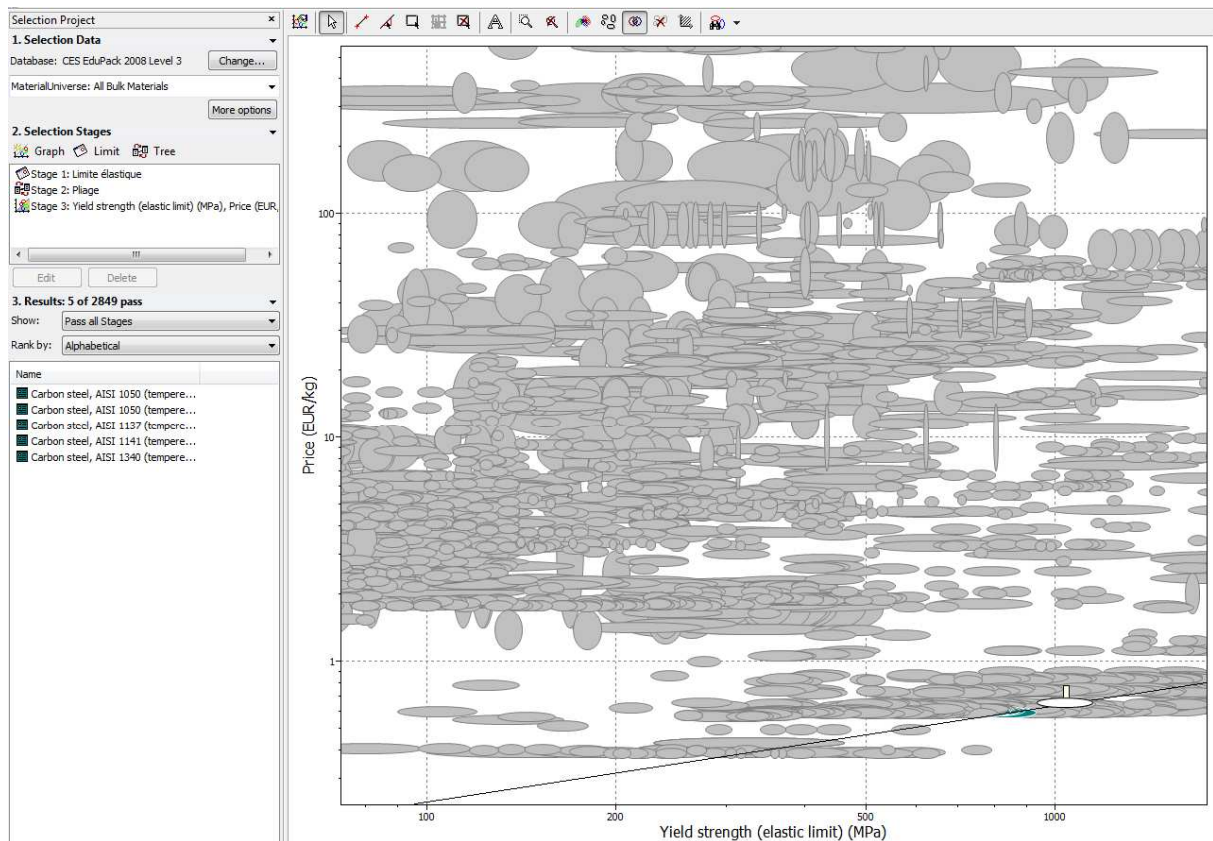 Selection Project
1. Selection Data
Database: CES EduPack 2008 Level 3
Change...
MaterialUniverse: All Bulk Materials
More options
2. Selection Stages
Graph Limit Tree
Stage 1: Limite élastique
Stage 2: Pliage
Stage 3: Yield strength (elastic limit) (MPa), Price (EUR,
Edit Delete
3. Results: 5 of 2849 pass
Show: Pass all Stages
Rank by: Alphabetical
Name
Carbon steel, AISI 1050 (tempere...
Carbon steel, AISI 1050 (tempere...
Carbon steel, AISI 1137 (tempere...
Carbon steel, AISI 1141 (tempere...
Carbon steel, AISI 1340 (tempere...
Price (EUR/kg)
100
10
1
100 200 500 1000
Yield strength (elastic limit) (MPa)